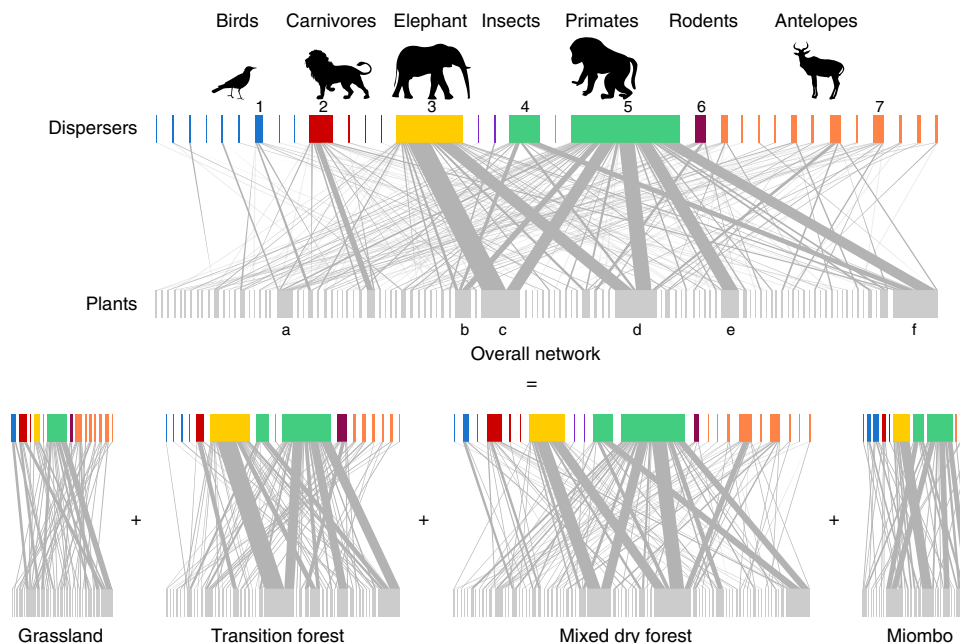 Birds Carnivores Elephant Insects Primates Rodents Antelopes
1 2 3 4 5 6 7
Dispersers
Plants
a b c d e f
Overall network
=
+ + +
Grassland Transition forest Mixed dry forest Miombo